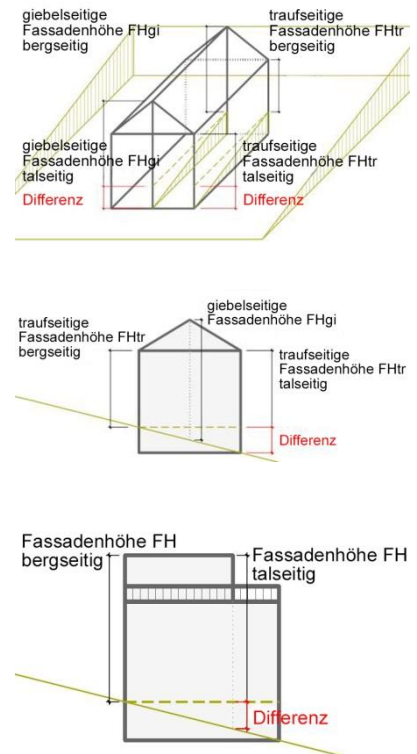 giebelseitige
Fassadenhöhe FHgi
bergseitig
traufseitige
Fassadenhöhe FHtr
bergseitig
giebelseitige
Fassadenhöhe FHgi
talseitig
Differenz
traufseitige
Fassadenhöhe FHtr
talseitig
Differenz
giebelseitige
Fassadenhöhe FHgi
traufseitige
Fassadenhöhe FHtr
bergseitig
traufseitige
Fassadenhöhe FHtr
talseitig
Differenz
Fassadenhöhe FH
bergseitig
Fassadenhöhe FH
talseitig
Differenz